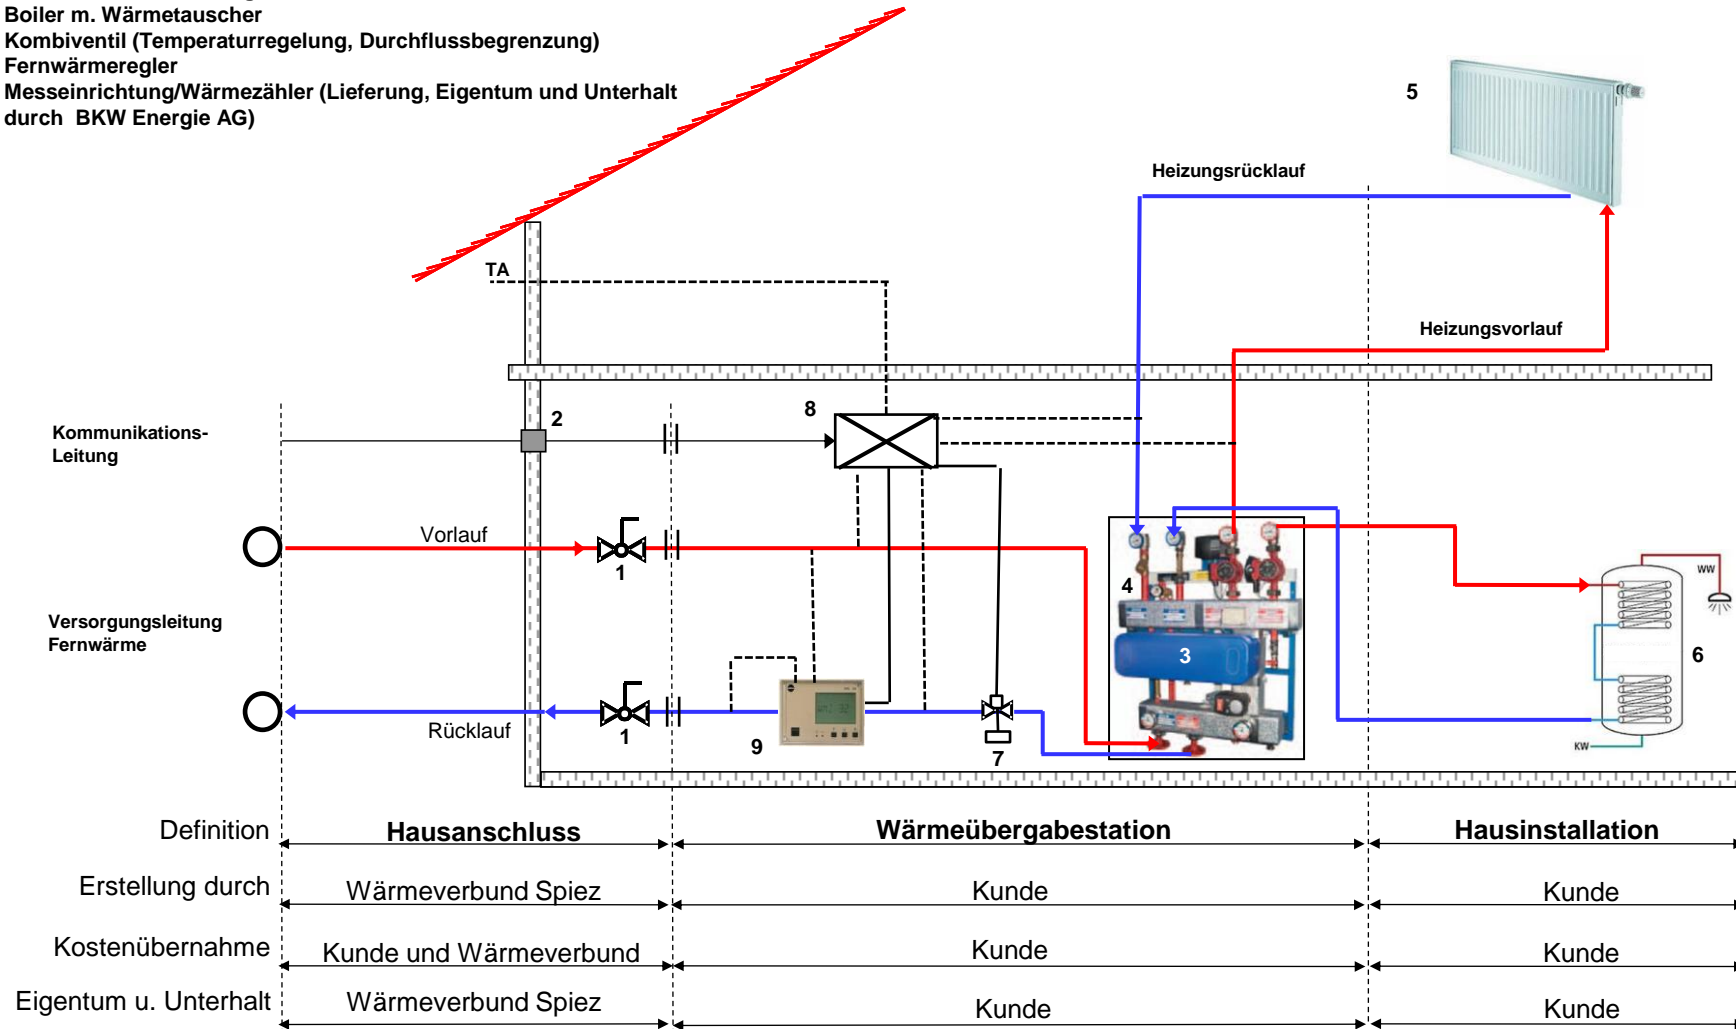 Boiler m. Wärmetauscher
Kombiventil (Temperaturregelung, Durchflussbegrenzung)
Fernwärmeregler
Messeinrichtung/Wärmezähler (Lieferung, Eigentum und Unterhalt
durch BKW Energie AG)
5
Heizungsrücklauf
TA
Heizungsvorlauf
8
2
Kommunikations-
Leitung
Vorlauf
1
4
WW
Versorgungsleitung
Fernwärme
3
6
Rücklauf
1
9
7
KW
Definition
Hausanschluss
Wärmeübergabestation
Hausinstallation
Erstellung durch
Wärmeverbund Spiez
Kunde
Kunde
Kostenübernahme
Kunde und Wärmeverbund
Kunde
Kunde
Eigentum u. Unterhalt
Wärmeverbund Spiez
Kunde
Kunde